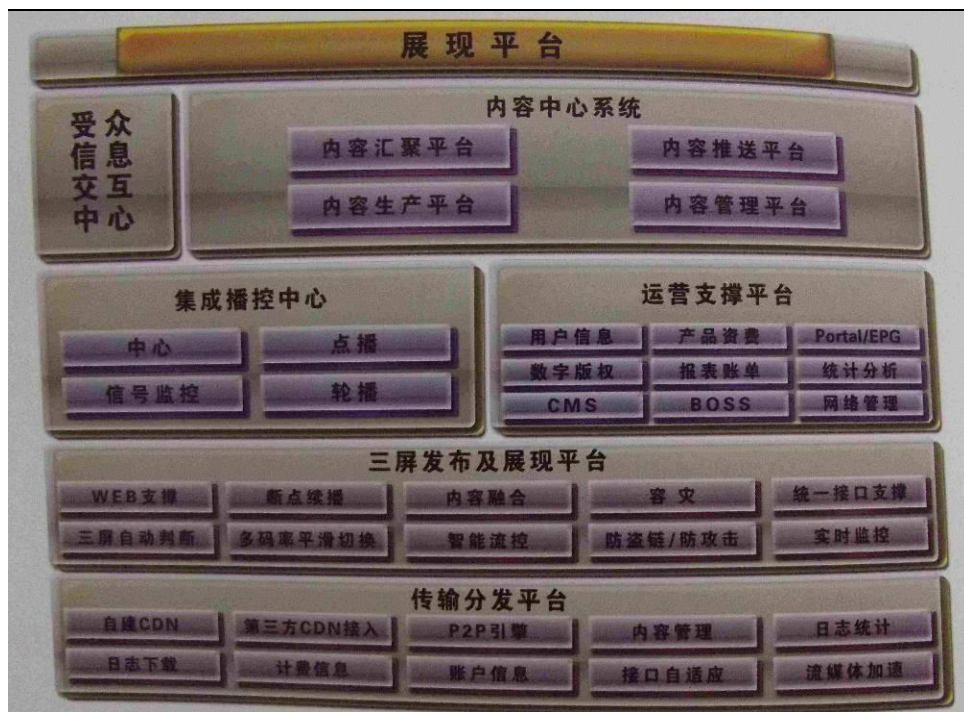 展现平台
受众
信息
交互
中心
内容中心系统
内容汇聚平台 内容推送平台
内容生产平台 内容管理平台
集成播控中心
中心 点播
信号监控 轮播
运营支撑平台
用户信息 产品资费 Portal/EPG
数字版权 报表账单 统计分析
CMS BOSS 网络管理
三屏发布及展现平台
WEB支撑 断点续播 内容融合 容灾 统一接口支撑
三屏自动判断 多码率平滑切换 智能流控 防盗链/防攻击 实时监控
传输分发平台
自建CDN 第三方CDN接入 P2P引擎 内容管理 日志统计
日志下载 计费信息 账户信息 接口自适应 流媒体加速